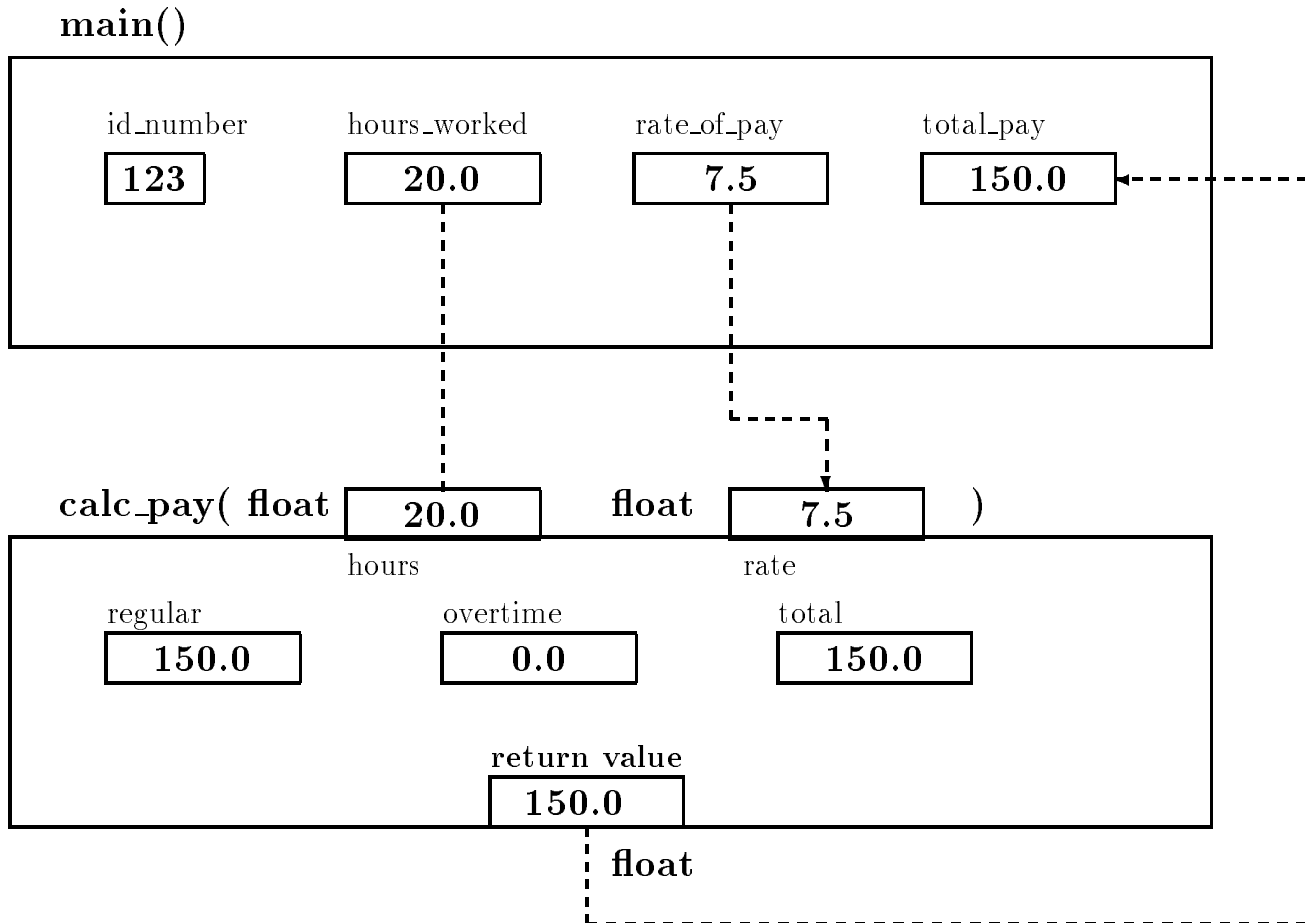 main()
id_number hours_worked rate_of_pay total_pay
123 20.0 7.5 150.0
calc_pay( float 20.0 float 7.5 )
hours rate
regular overtime total
150.0 0.0 150.0
return value
150.0
float